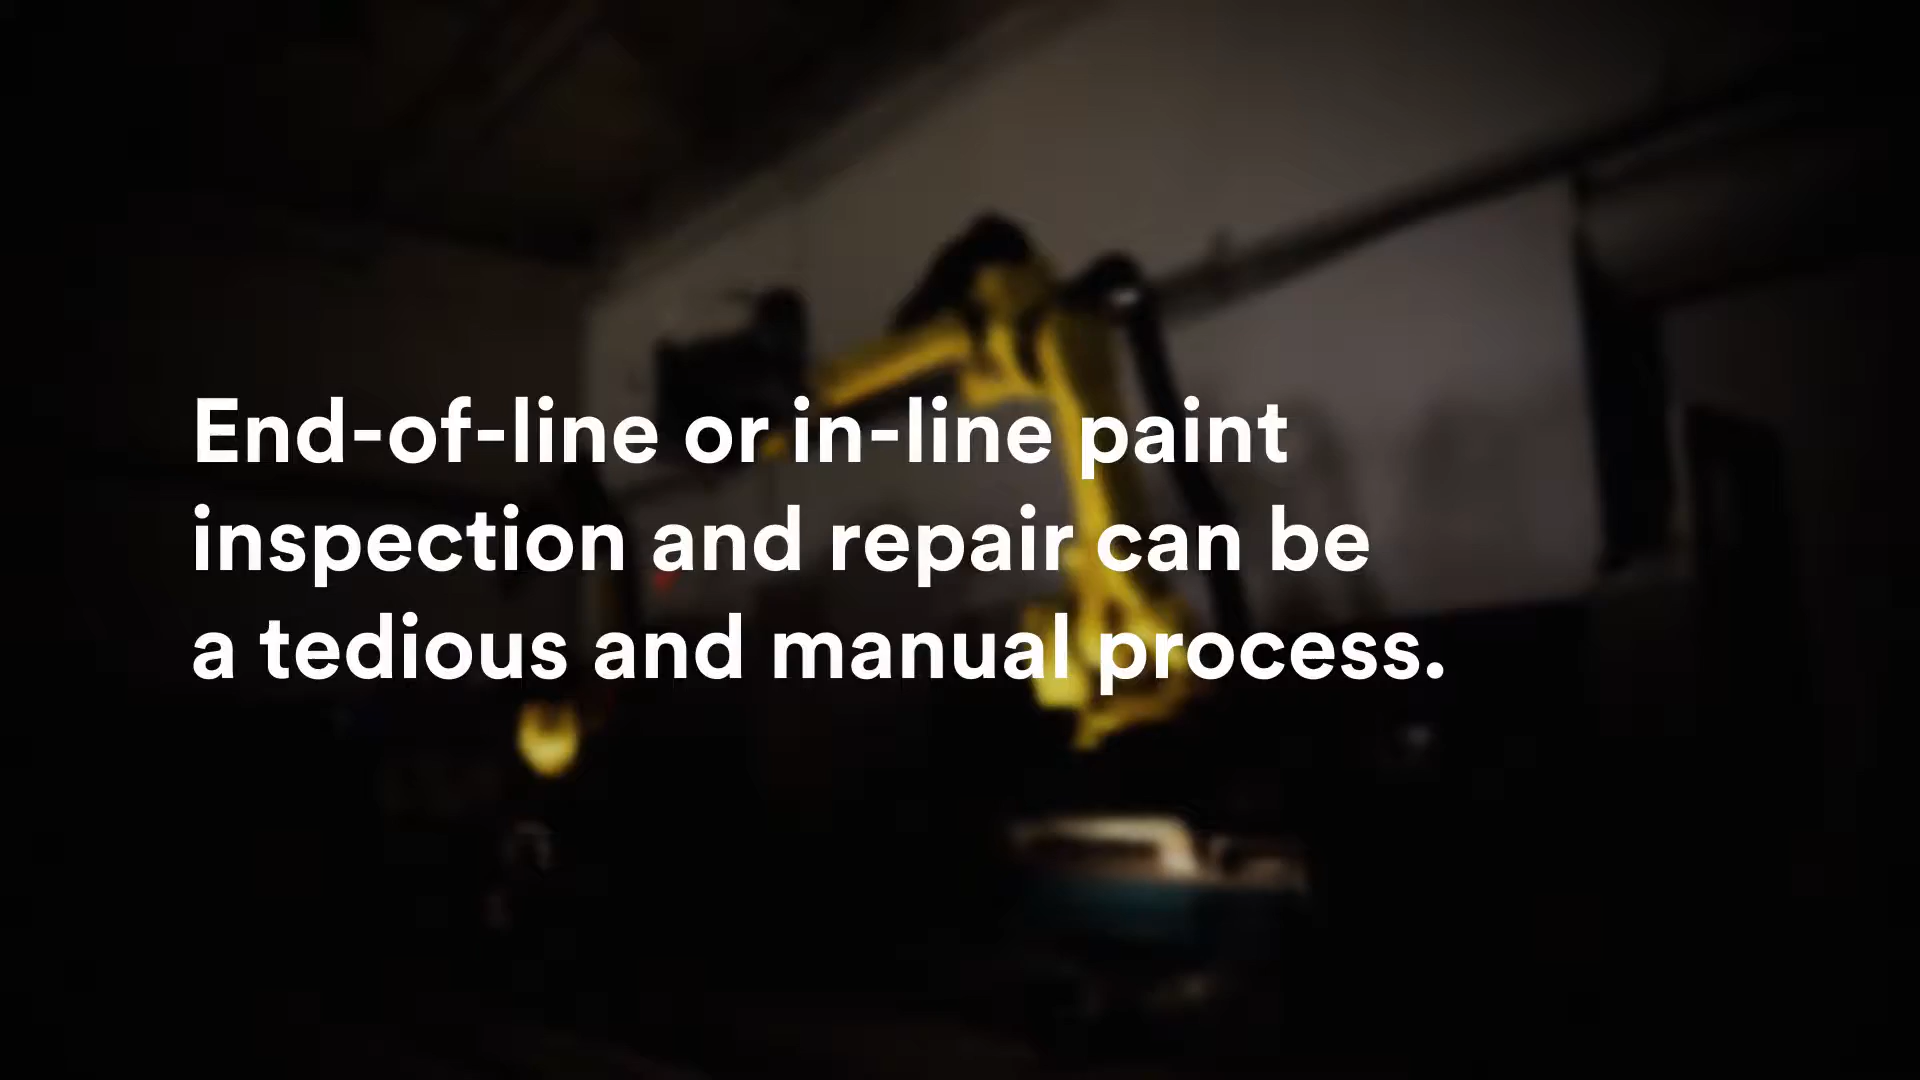 End-of-line or in-line paint
inspection and repair can be
a tedious and manual process.